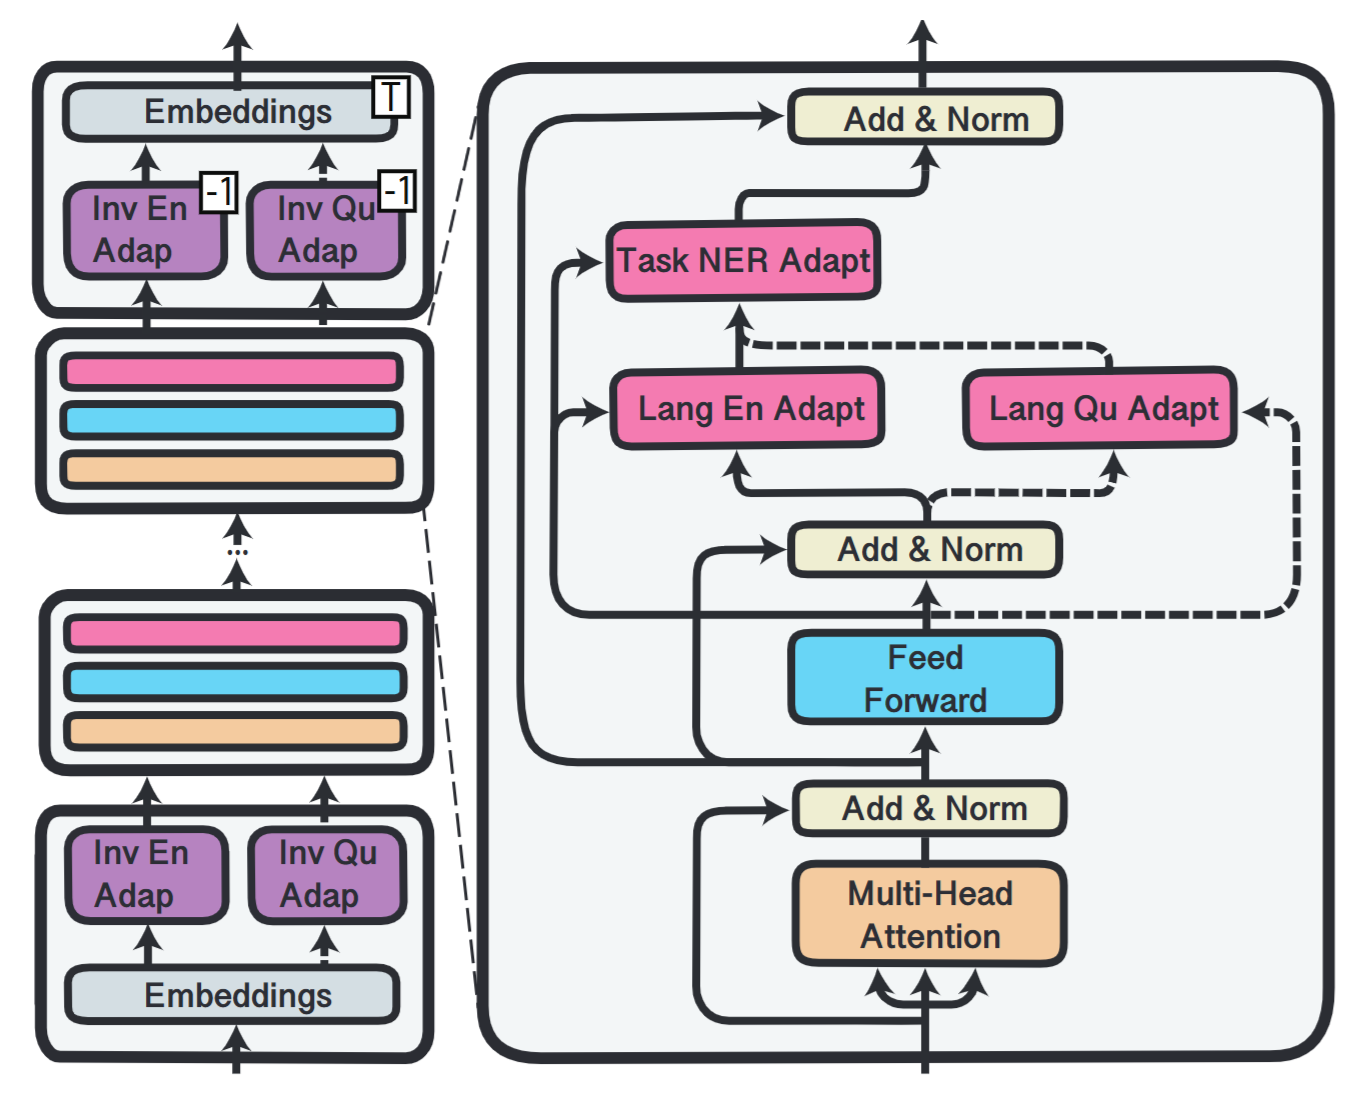 Embeddings
T
Inv En
Adap
-1
Inv Qu
Adap
-1
...
Inv En
Adap
Inv Qu
Adap
Embeddings
Add & Norm
Task NER Adapt
Lang En Adapt
Lang Qu Adapt
Add & Norm
Feed
Forward
Add & Norm
Multi-Head
Attention